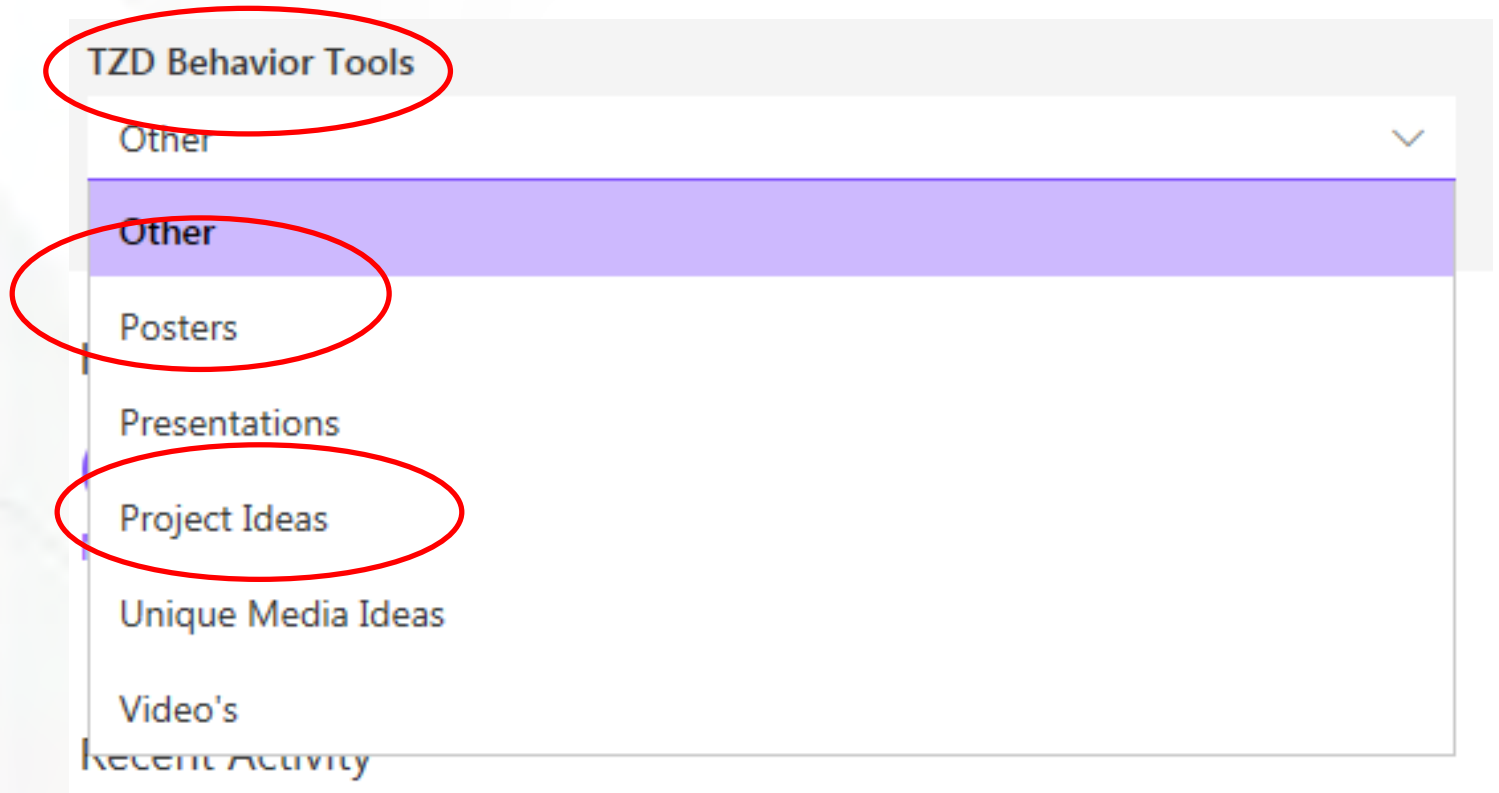 TZD Behavior Tools
Other
Other
Posters
Presentations
Project Ideas
Unique Media Ideas
Video's
Recent Activity